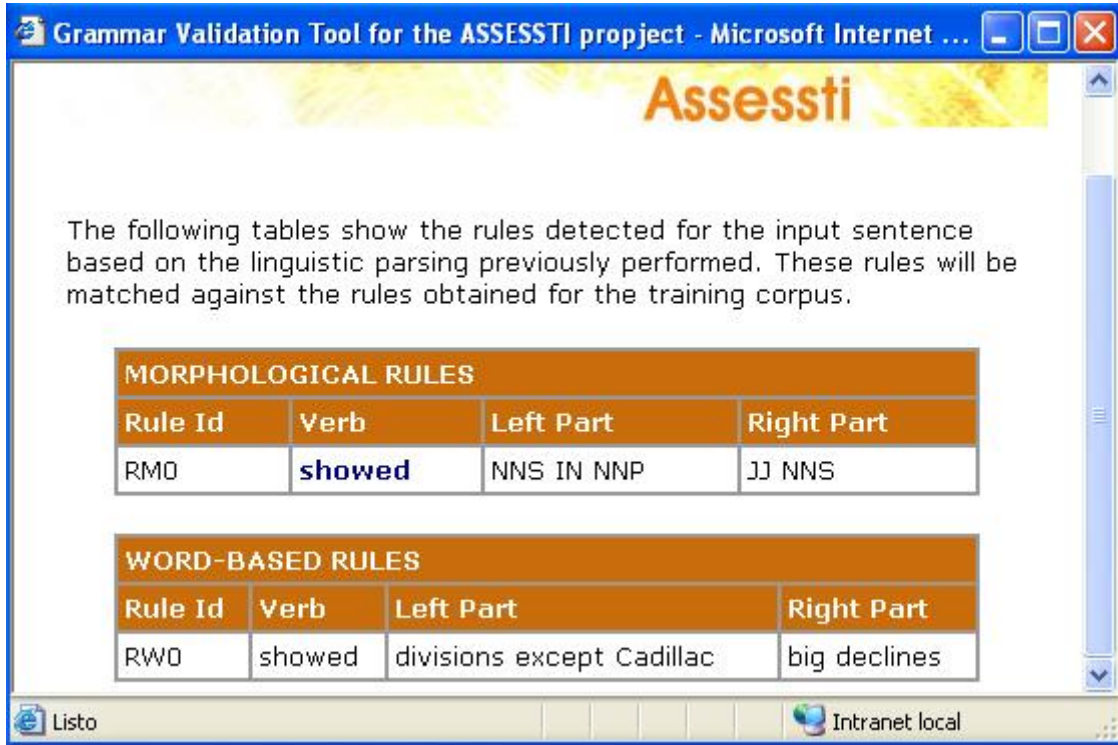 Grammar Validation Tool for the ASSESSTI propject - Microsoft Internet ...
Assessti
The following tables show the rules detected for the input sentence
based on the linguistic parsing previously performed. These rules will be
matched against the rules obtained for the training corpus.
MORPHOLOGICAL RULES
Rule Id Verb Left Part Right Part
RM0 showed NNS IN NNP JJ NNS
WORD-BASED RULES
Rule Id Verb Left Part Right Part
RW0 showed divisions except Cadillac big declines
Listo Intranet local